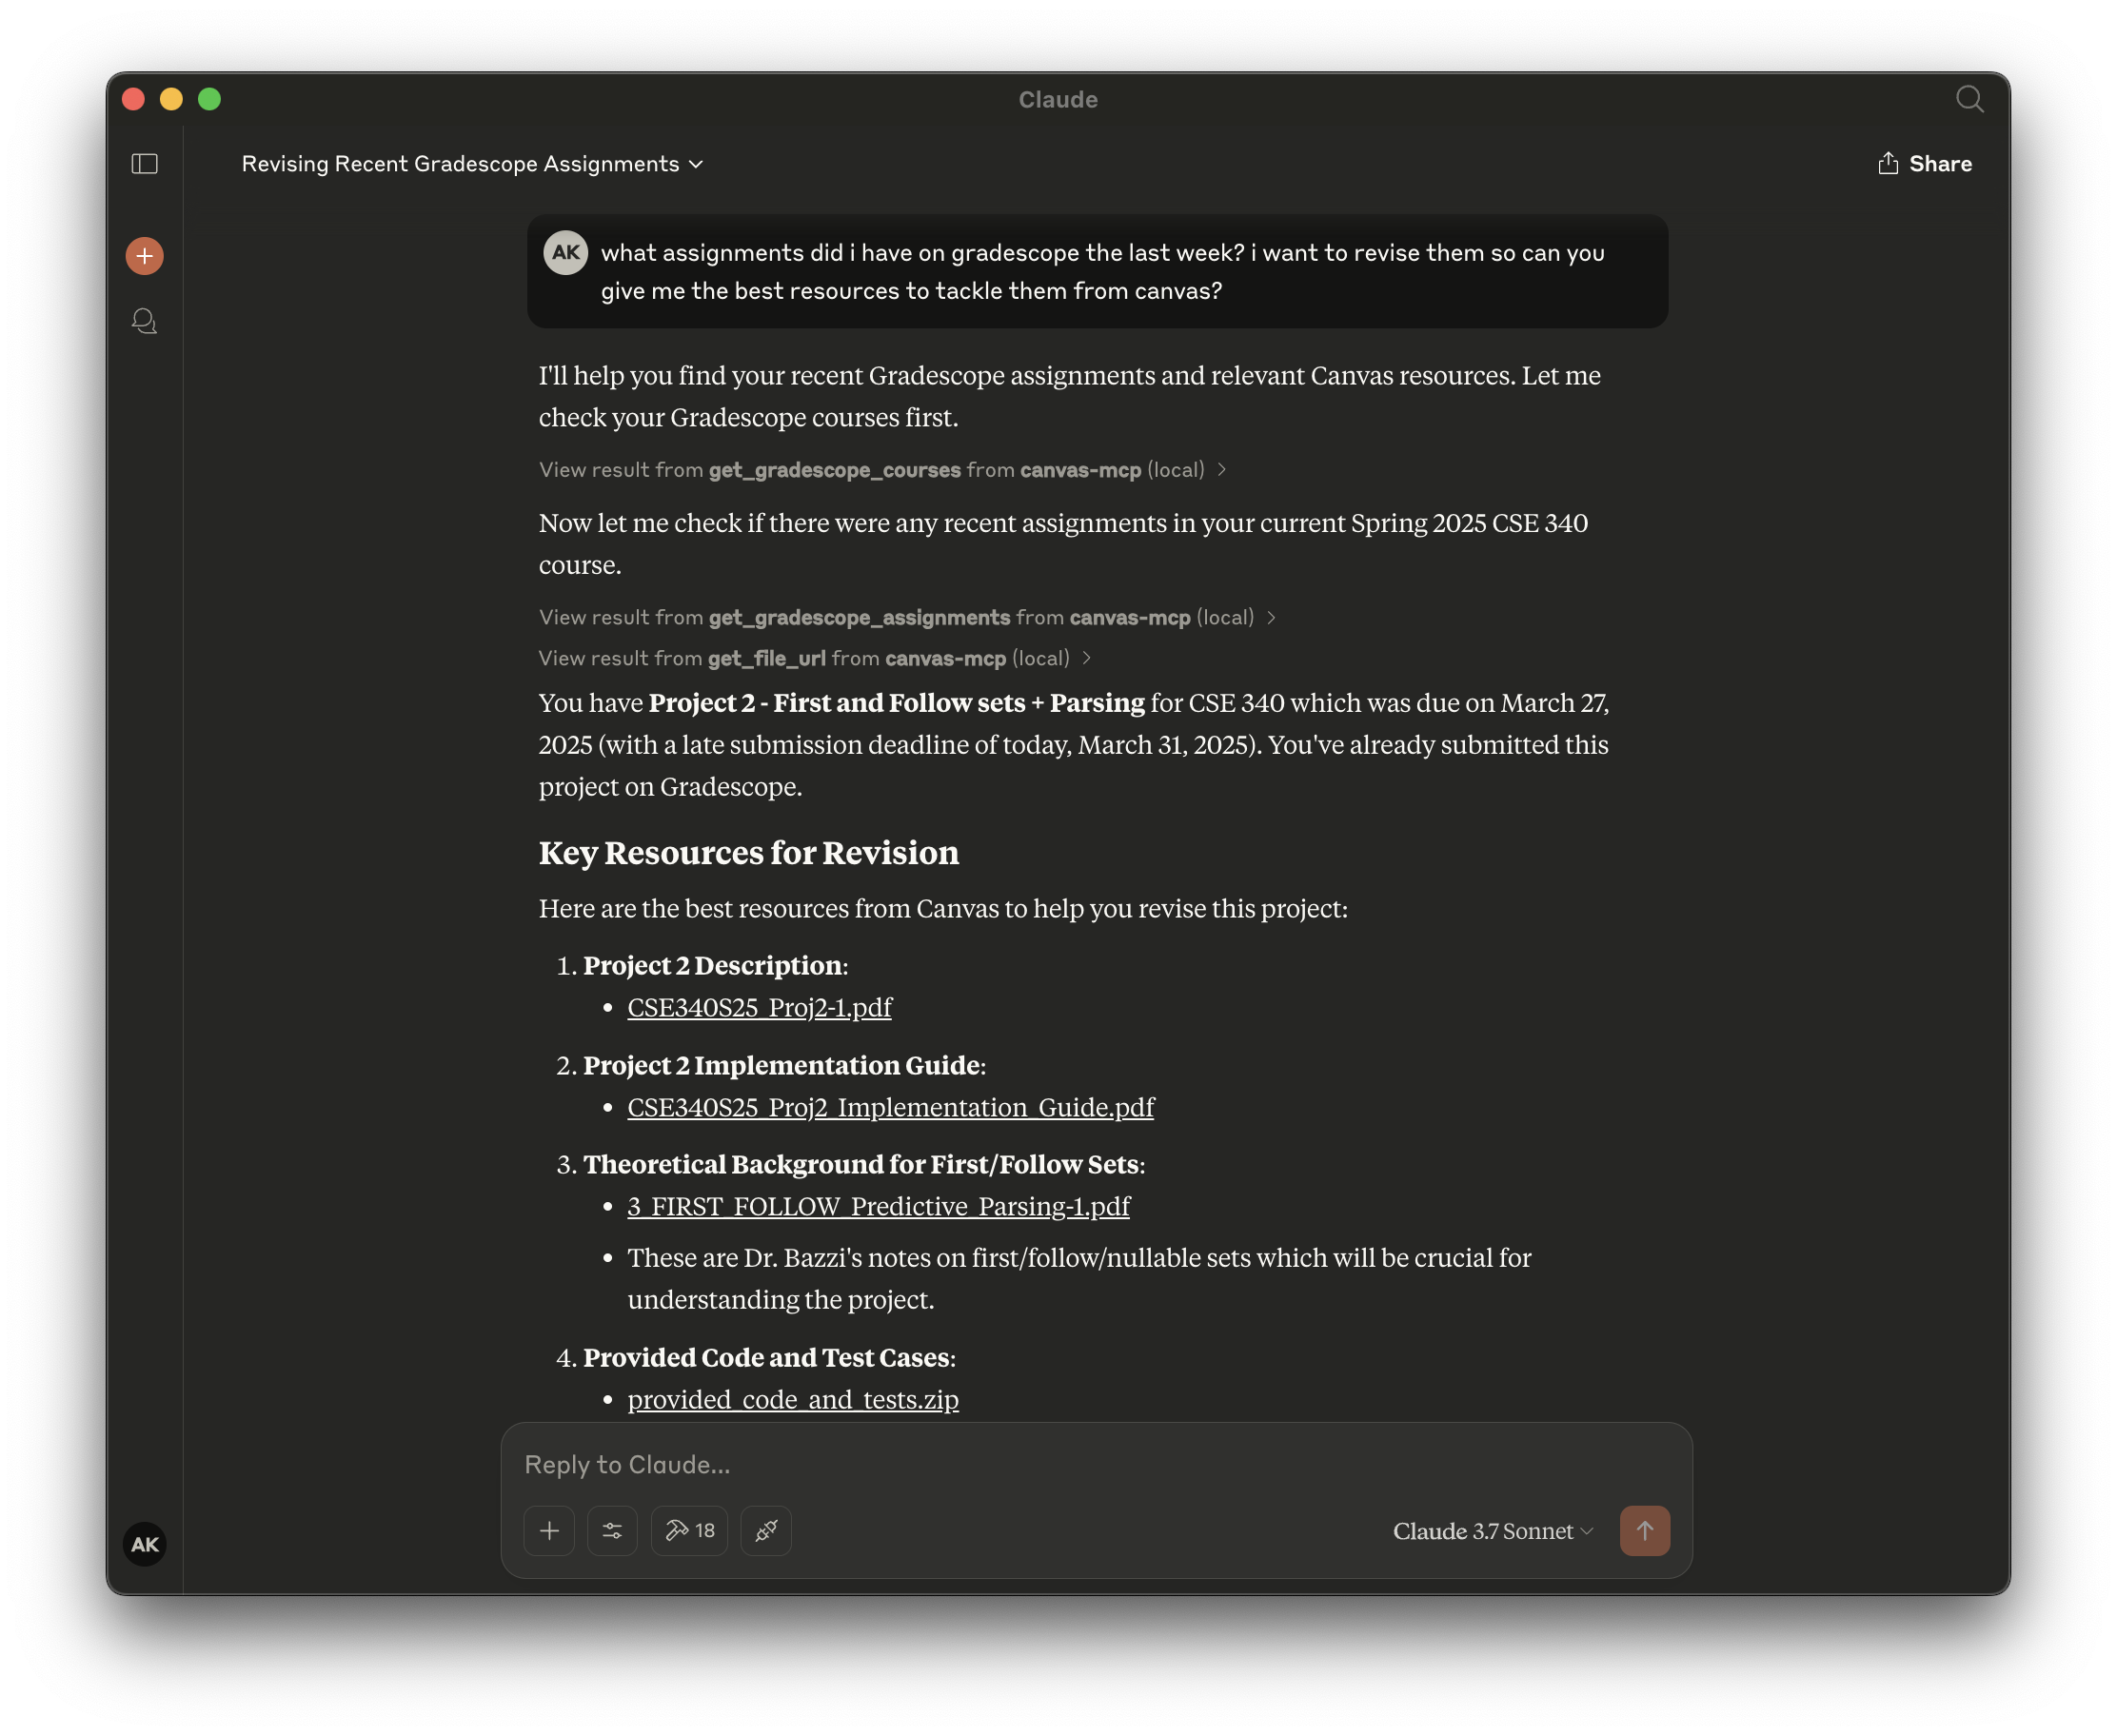 Claude
Revising Recent Gradescope Assignments
Share
AK
what assignments did i have on gradescope the last week? i want to revise them so can you
give me the best resources to tackle them from canvas?
I'll help you find your recent Gradescope assignments and relevant Canvas resources. Let me
check your Gradescope courses first.
View result from get_gradescope_courses from canvas-mcp (local)
Now let me check if there were any recent assignments in your current Spring 2025 CSE 340
course.
View result from get_gradescope_assignments from canvas-mcp (local)
View result from get_file_url from canvas-mcp (local)
You have Project 2 - First and Follow sets + Parsing for CSE 340 which was due on March 27,
2025 (with a late submission deadline of today, March 31, 2025). You've already submitted this
project on Gradescope.
Key Resources for Revision
Here are the best resources from Canvas to help you revise this project:
1. Project 2 Description:
• CSE340S25_Proj2-1.pdf
2. Project 2 Implementation Guide:
• CSE340S25_Proj2_Implementation_Guide.pdf
3. Theoretical Background for First/Follow Sets:
• 3_FIRST_FOLLOW_Predictive_Parsing-1.pdf
• These are Dr. Bazzi's notes on first/follow/nullable sets which will be crucial for
understanding the project.
4. Provided Code and Test Cases:
• provided_code_and_tests.zip
Reply to Claude...
18
Claude 3.7 Sonnet
AK